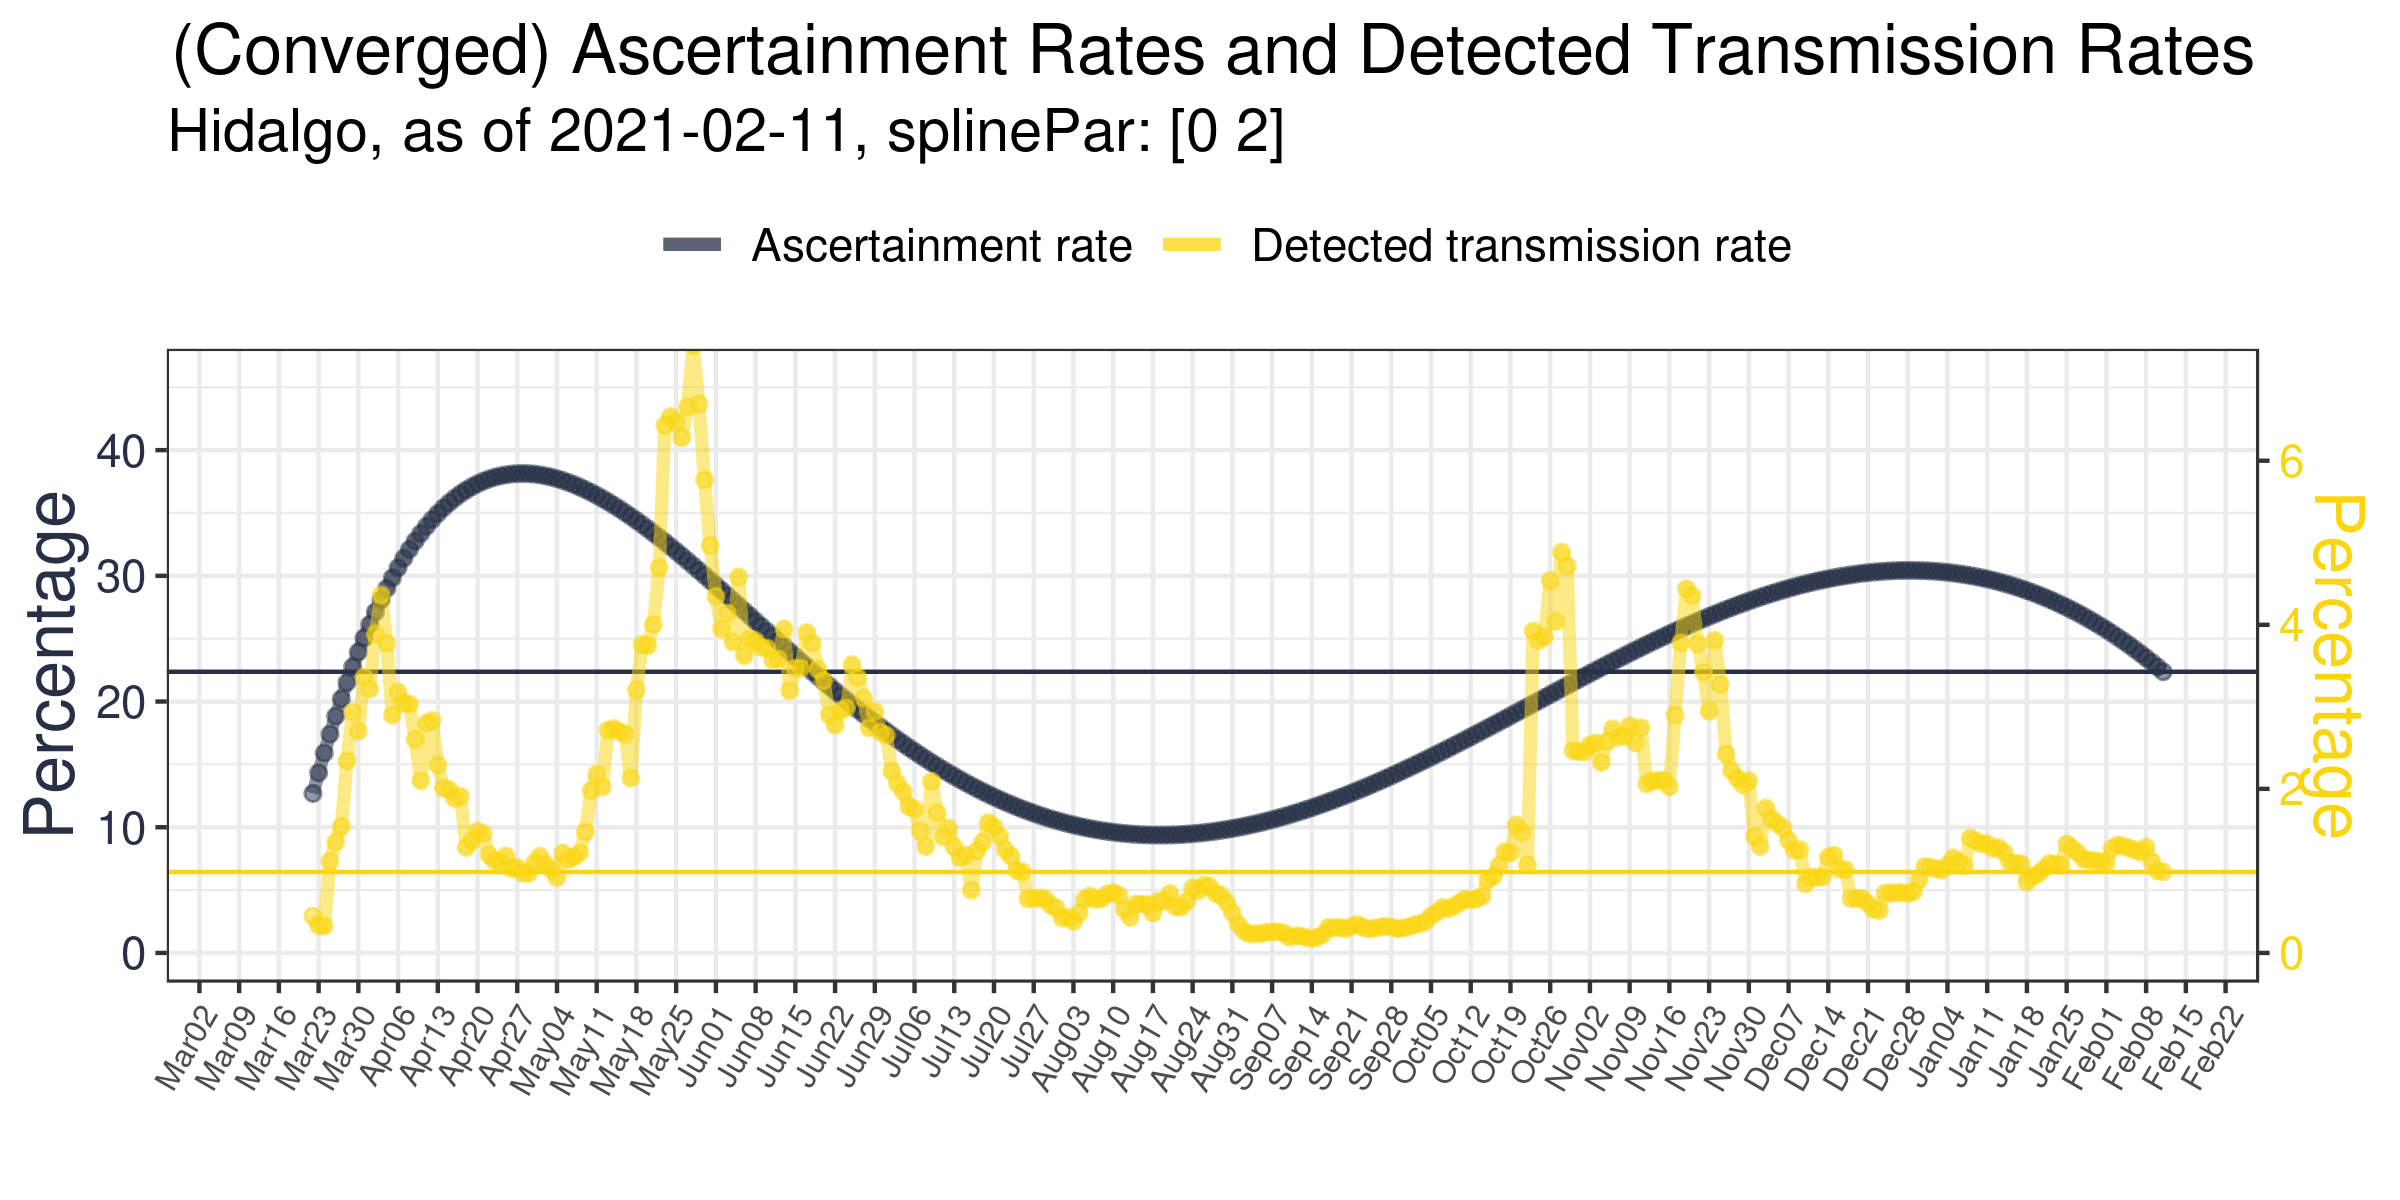 (Converged) Ascertainment Rates and Detected Transmission Rates
Hidalgo, as of 2021-02-11, splinePar: [0 2]
Ascertainment rate Detected transmission rate
Percentage
40
30
20
10
0
6
4
2
0
Percentage
Mar02 Mar09 Mar16 Mar23 Mar30 Apr06 Apr13 Apr20 Apr27 May04 May11 May18 May25 Jun01 Jun08 Jun15 Jun22 Jun29 Jul06 Jul13 Jul20 Jul27 Aug03 Aug10 Aug17 Aug24 Aug31 Sep07 Sep14 Sep21 Sep28 Oct05 Oct12 Oct19 Oct26 Nov02 Nov09 Nov16 Nov23 Nov30 Dec07 Dec14 Dec21 Dec28 Jan04 Jan11 Jan18 Jan25 Feb01 Feb08 Feb15 Feb22